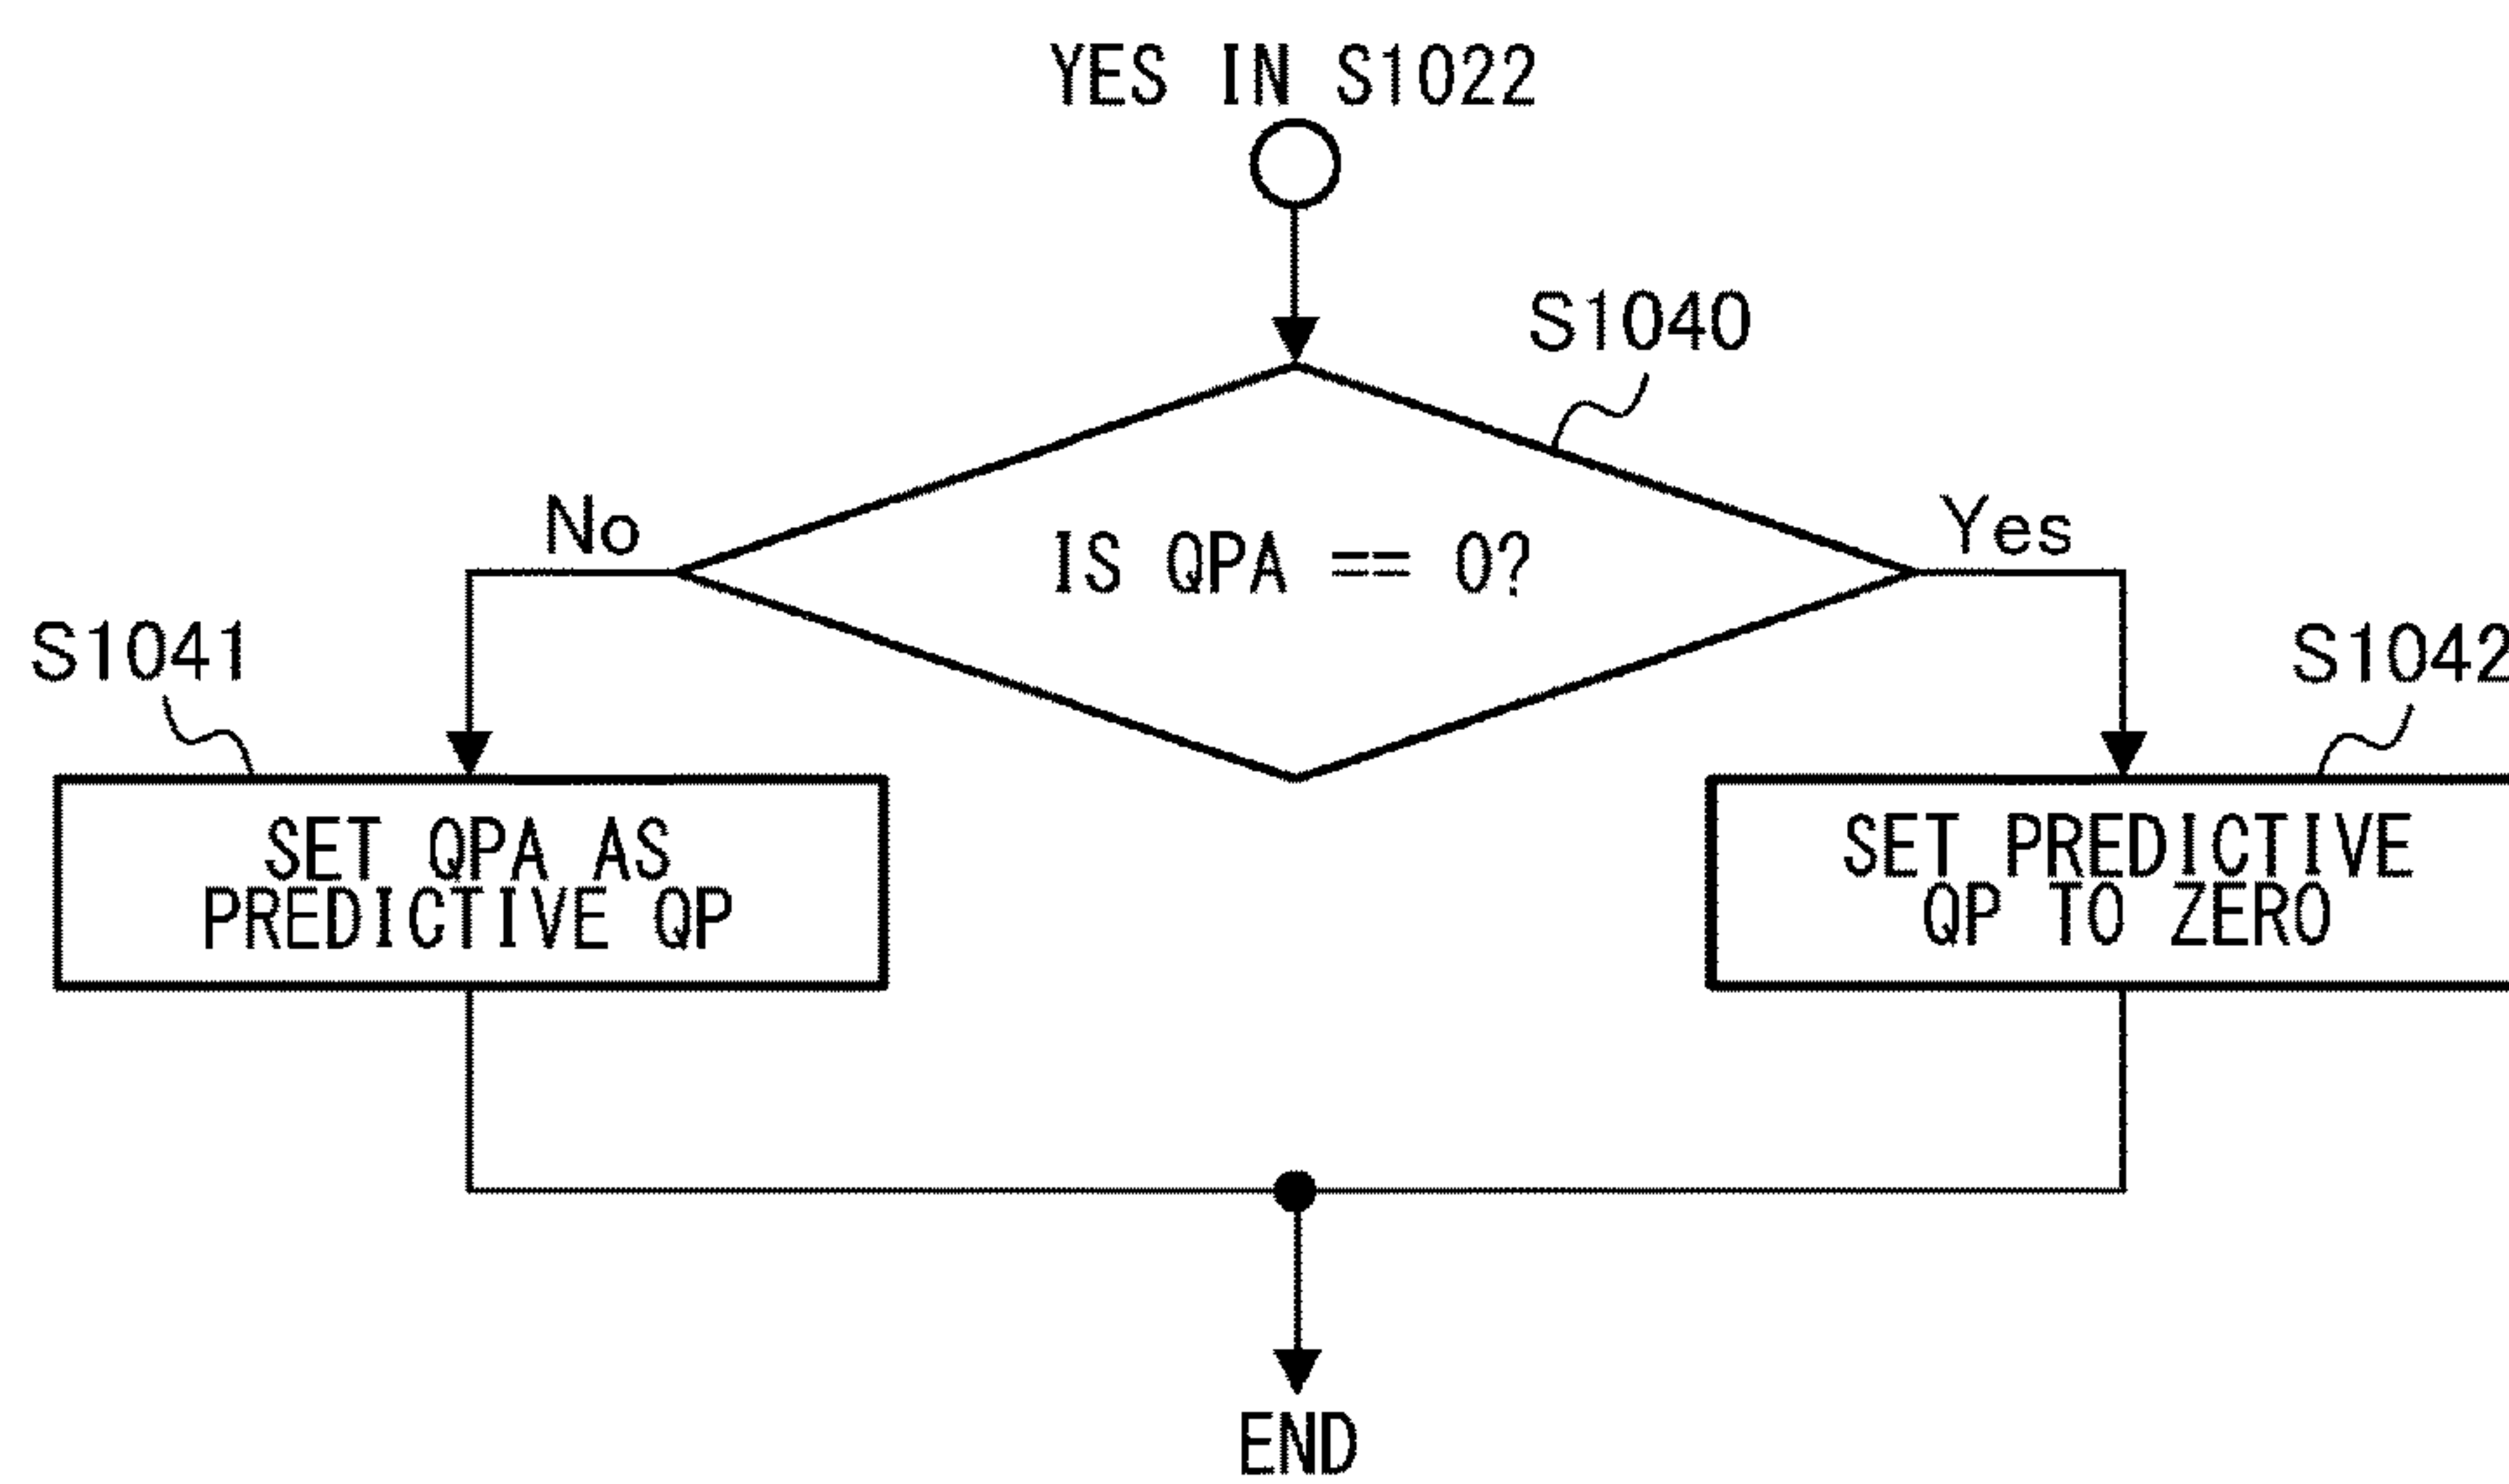 YES IN S1022
S1040
No
IS QPA == 0?
Yes
S1041
S1042
SET QPA AS
PREDICTIVE QP
SET PREDICTIVE
QP TO ZERO
END